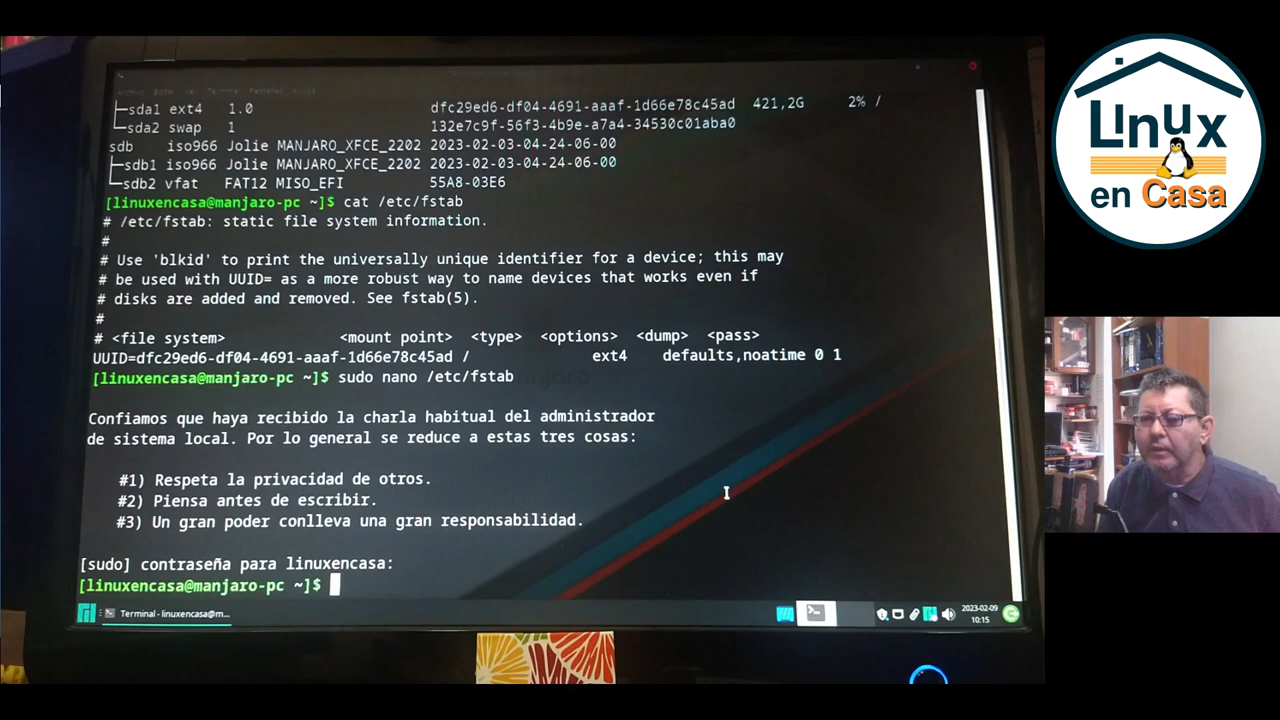 ├─sda1 ext4 1.0 dfc29ed6-df04-4691-aaaf-1d66e78c45ad 421,2G 2% /
└─sda2 swap 1 132e7c9f-56f3-4b9e-a7a4-34530c01aba0
sdb iso966 Jolie MANJARO_XFCE_2202 2023-02-03-04-24-06-00
├─sdb1 iso966 Jolie MANJARO_XFCE_2202 2023-02-03-04-24-06-00
└─sdb2 vfat FAT12 MISO_EFI 55A8-03E6
[linuxencasa@manjaro-pc ~]$ cat /etc/fstab
# /etc/fstab: static file system information.
#
# Use 'blkid' to print the universally unique identifier for a device; this may
# be used with UUID= as a more robust way to name devices that works even if
# disks are added and removed. See fstab(5).
#
# <file system> <mount point> <type> <options> <dump> <pass>
UUID=dfc29ed6-df04-4691-aaaf-1d66e78c45ad / ext4 defaults,noatime 0 1
[linuxencasa@manjaro-pc ~]$ sudo nano /etc/fstab
Confiamos que haya recibido la charla habitual del administrador
de sistema local. Por lo general se reduce a estas tres cosas:
#1) Respeta la privacidad de otros.
#2) Piensa antes de escribir.
#3) Un gran poder conlleva una gran responsabilidad.
[sudo] contraseña para linuxencasa:
[linuxencasa@manjaro-pc ~]$
Terminal - linuxencasa@m...
2023-02-09
10:15
Linux
en Casa